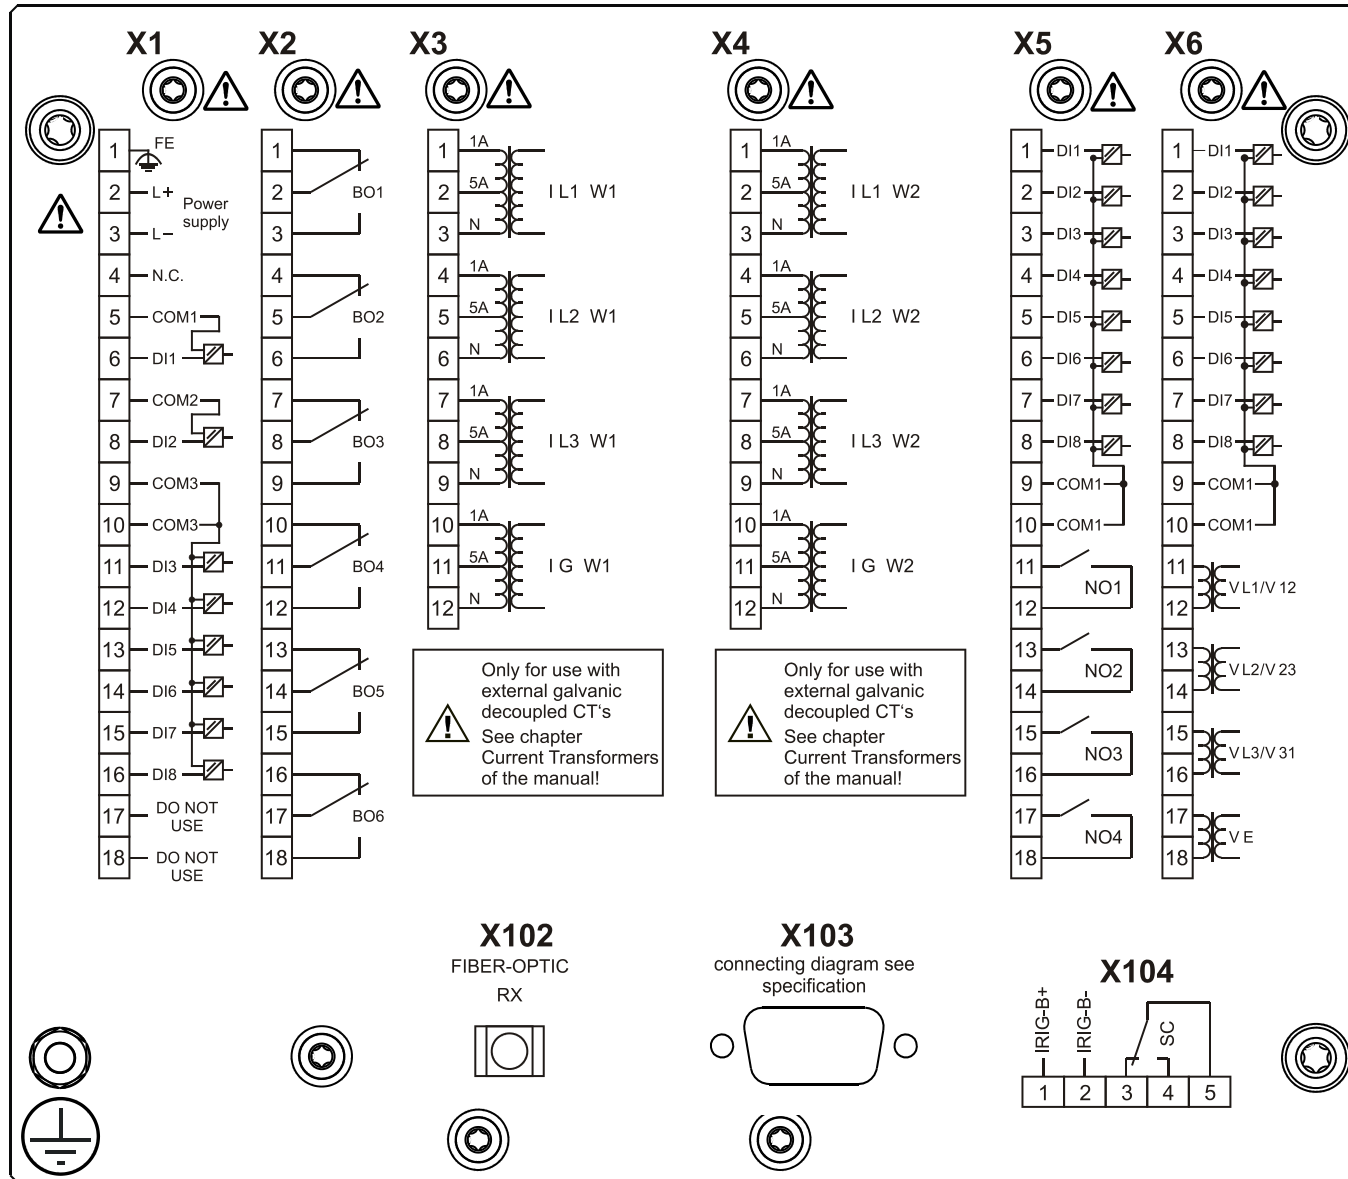 X1
X2
X3
X4
X5
X6
1 FE
2 L+
Power
supply
3 L−
4 N.C.
5 COM1
6 DI1
7 COM2
8 DI2
9 COM3
10 COM3
11 DI3
12 DI4
13 DI5
14 DI6
15 DI7
16 DI8
17 DO NOT
USE
18 DO NOT
USE
1
2 BO1
3
4
5 BO2
6
7
8 BO3
9
10
11 BO4
12
13
14 BO5
15
16
17 BO6
18
1 1A
2 5A I L1 W1
3 N
4 1A
5 5A I L2 W1
6 N
7 1A
8 5A I L3 W1
9 N
10 1A
11 5A I G W1
12 N
Only for use with
external galvanic
decoupled CT‘s
See chapter
Current Transformers
of the manual!
1 1A
2 5A I L1 W2
3 N
4 1A
5 5A I L2 W2
6 N
7 1A
8 5A I L3 W2
9 N
10 1A
11 5A I G W2
12 N
Only for use with
external galvanic
decoupled CT‘s
See chapter
Current Transformers
of the manual!
1 DI1
2 DI2
3 DI3
4 DI4
5 DI5
6 DI6
7 DI7
8 DI8
9 COM1
10 COM1
11
NO1
12
13
NO2
14
15
NO3
16
17
NO4
18
1 DI1
2 DI2
3 DI3
4 DI4
5 DI5
6 DI6
7 DI7
8 DI8
9 COM1
10 COM1
11
V L1/V 12
12
13
V L2/V 23
14
15
V L3/V 31
16
17
V E
18
X102
FIBER-OPTIC
RX
X103
connecting diagram see
specification
X104
IRIG-B+
IRIG-B-
SC
1 2 3 4 5